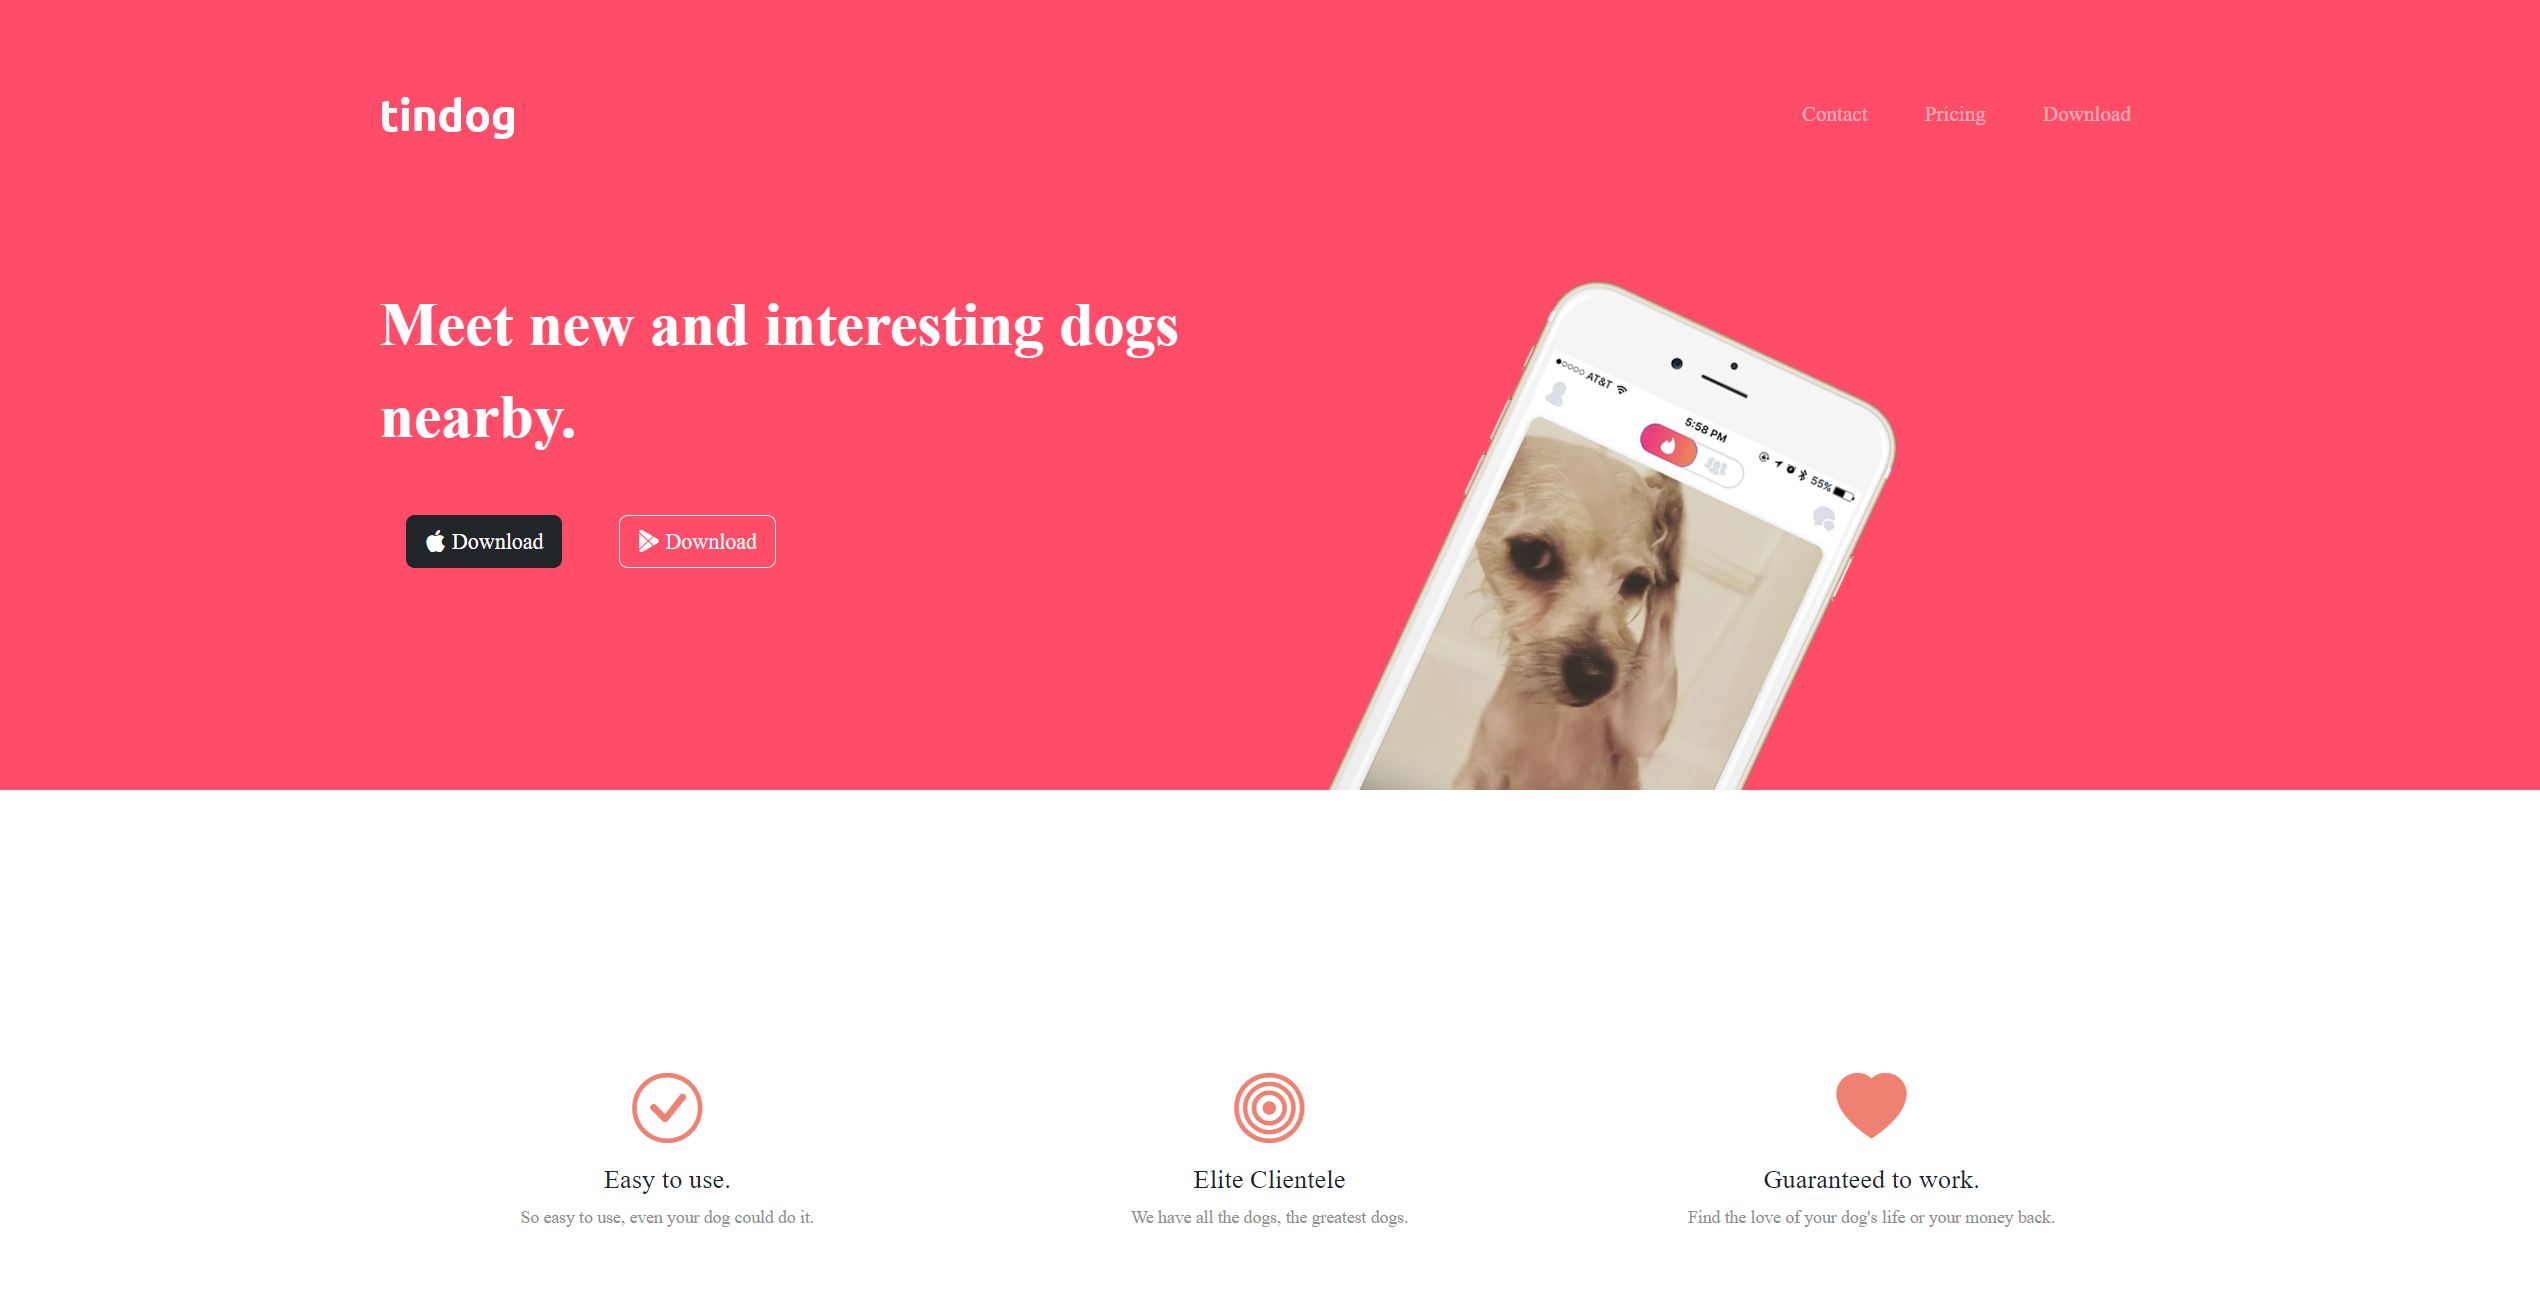 tindog
Contact Pricing Download
Meet new and interesting dogs
nearby.
Download Download
AT&T
5:58 PM
55%
Easy to use.
So easy to use, even your dog could do it.
Elite Clientele
We have all the dogs, the greatest dogs.
Guaranteed to work.
Find the love of your dog's life or your money back.